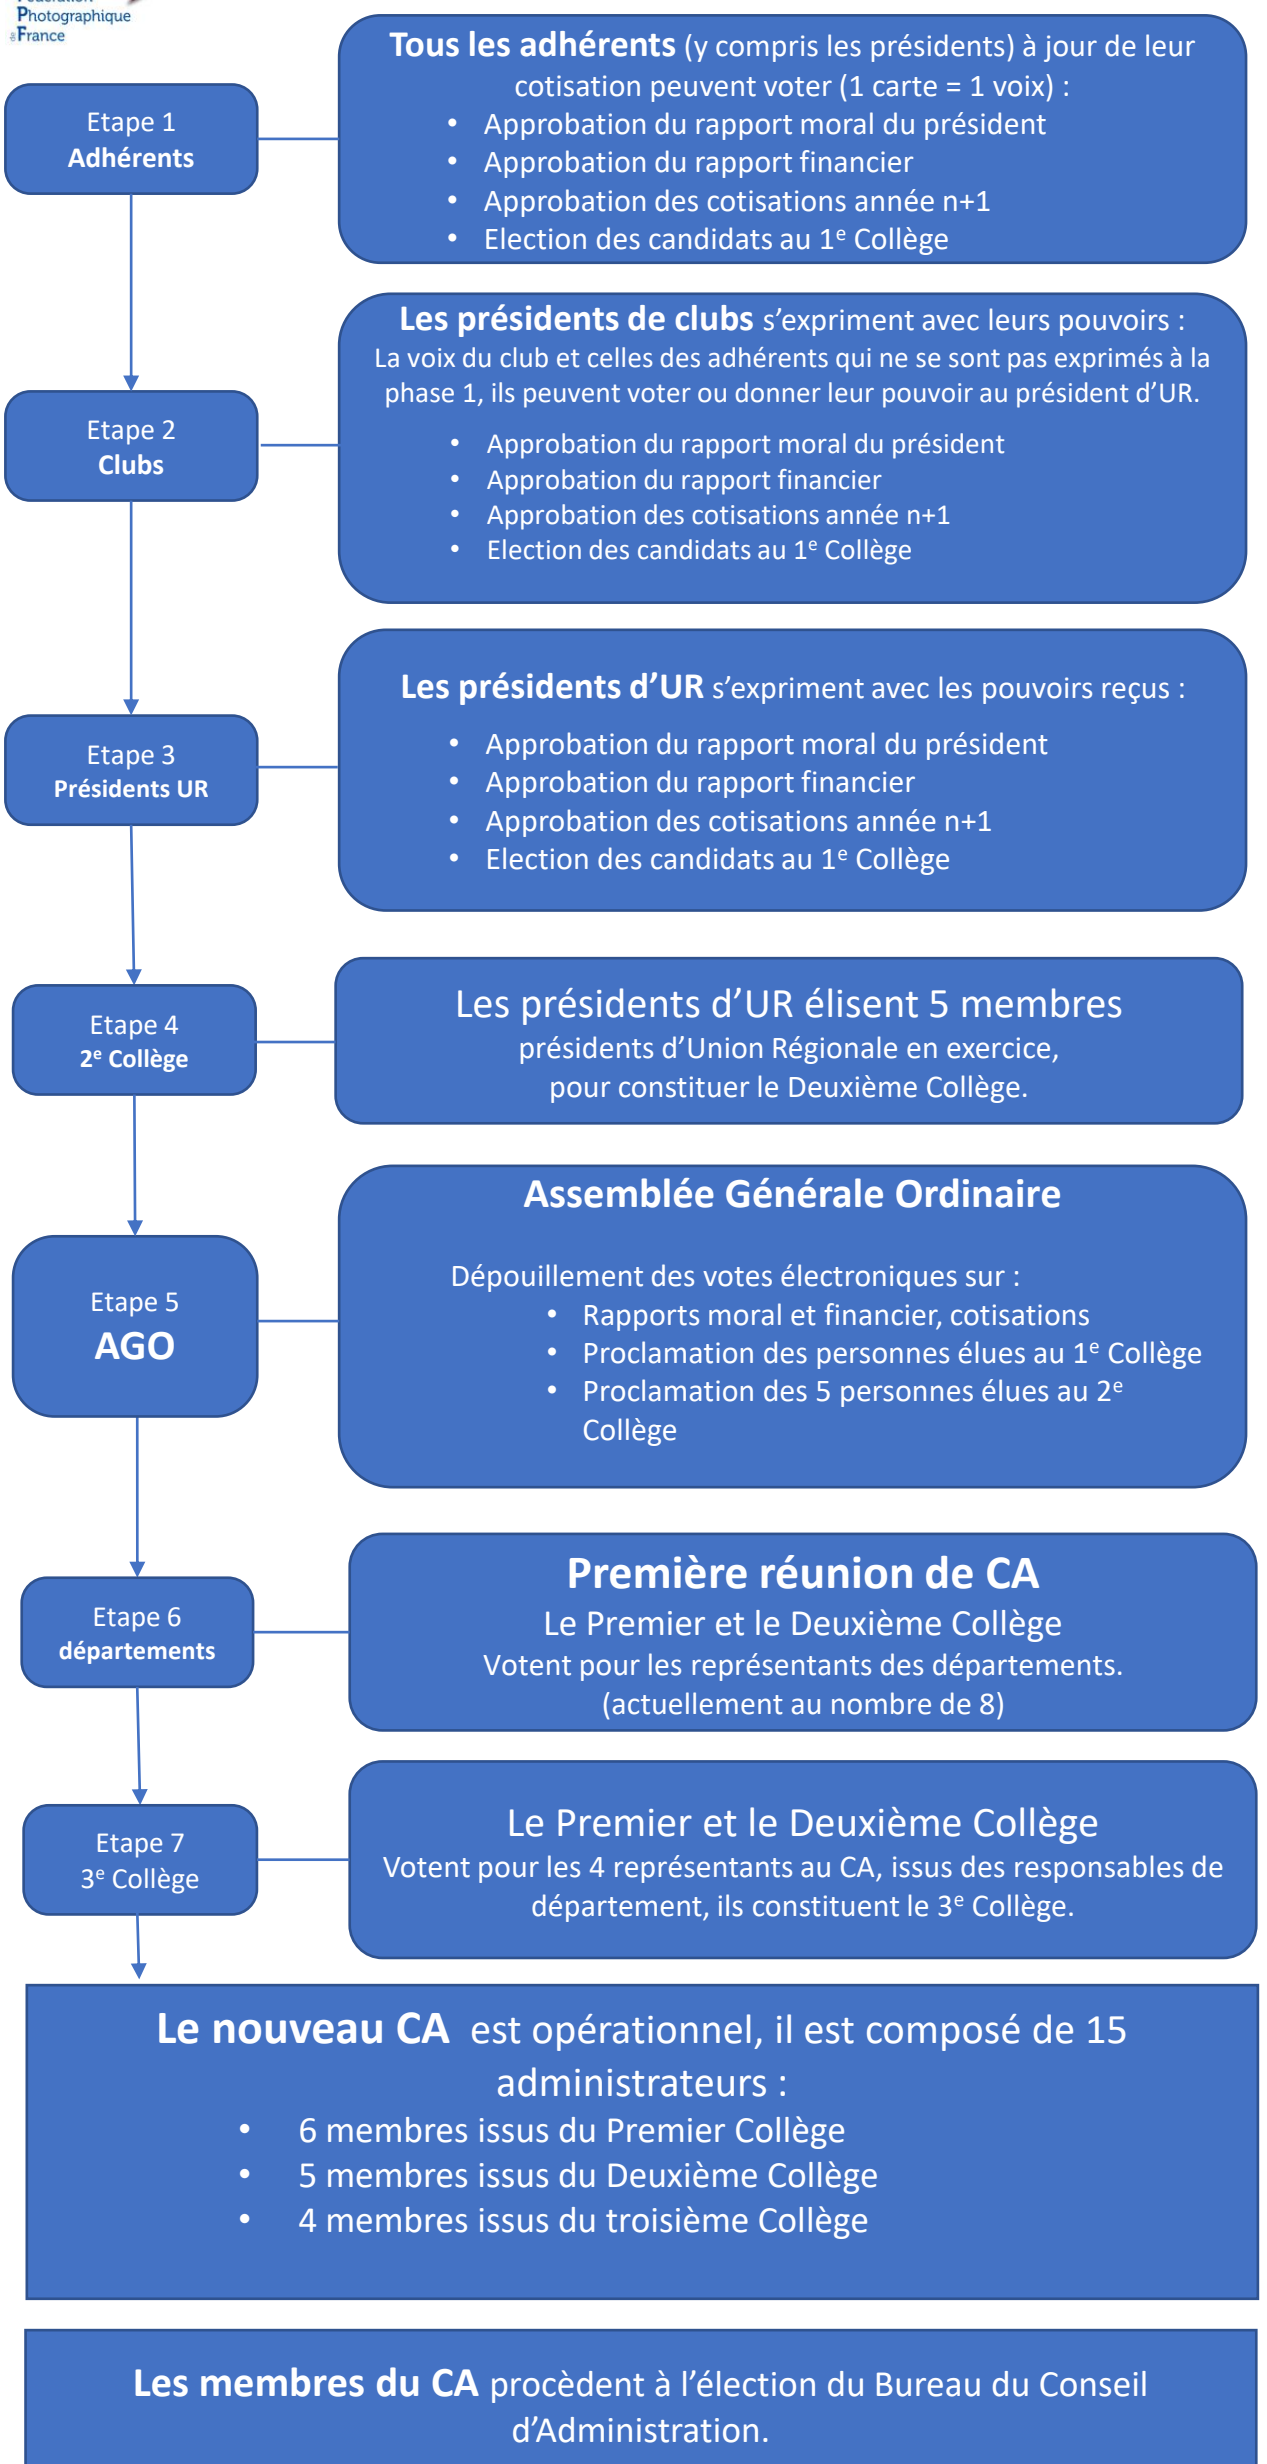 Photographique
de France
Tous les adhérents (y compris les présidents) à jour de leur
cotisation peuvent voter (1 carte = 1 voix) :
• Approbation du rapport moral du président
• Approbation du rapport financier
• Approbation des cotisations année n+1
• Election des candidats au 1e Collège
Etape 1
Adhérents
Les présidents de clubs s’expriment avec leurs pouvoirs :
La voix du club et celles des adhérents qui ne se sont pas exprimés à la
phase 1, ils peuvent voter ou donner leur pouvoir au président d’UR.
• Approbation du rapport moral du président
• Approbation du rapport financier
• Approbation des cotisations année n+1
• Election des candidats au 1e Collège
Etape 2
Clubs
Les présidents d’UR s’expriment avec les pouvoirs reçus :
• Approbation du rapport moral du président
• Approbation du rapport financier
• Approbation des cotisations année n+1
• Election des candidats au 1e Collège
Etape 3
Présidents UR
Les présidents d’UR élisent 5 membres
présidents d’Union Régionale en exercice,
pour constituer le Deuxième Collège.
Etape 4
2e Collège
Assemblée Générale Ordinaire
Dépouillement des votes électroniques sur :
• Rapports moral et financier, cotisations
• Proclamation des personnes élues au 1e Collège
• Proclamation des 5 personnes élues au 2e
Collège
Etape 5
AGO
Première réunion de CA
Le Premier et le Deuxième Collège
Votent pour les représentants des départements.
(actuellement au nombre de 8)
Etape 6
départements
Le Premier et le Deuxième Collège
Votent pour les 4 représentants au CA, issus des responsables de
département, ils constituent le 3e Collège.
Etape 7
3e Collège
Le nouveau CA est opérationnel, il est composé de 15
administrateurs :
• 6 membres issus du Premier Collège
• 5 membres issus du Deuxième Collège
• 4 membres issus du troisième Collège
Les membres du CA procèdent à l’élection du Bureau du Conseil
d’Administration.